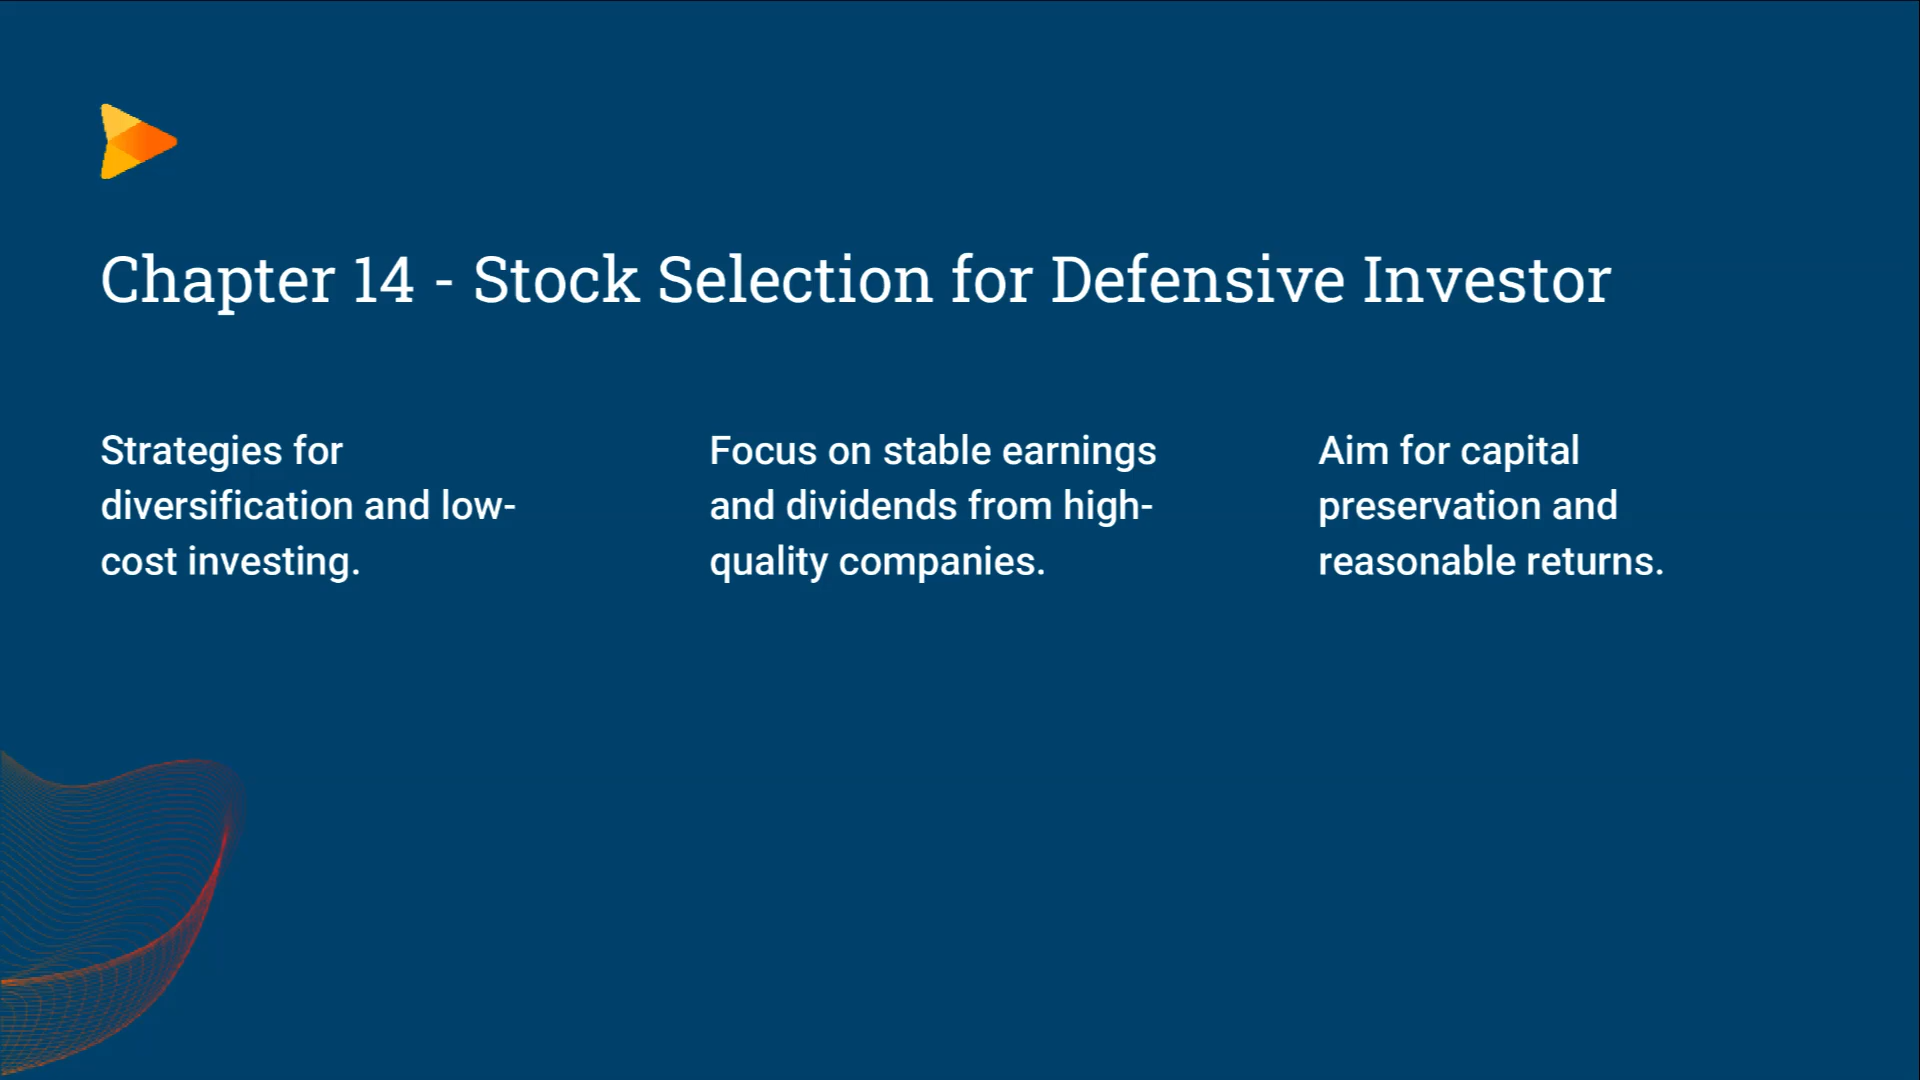 Chapter 14 - Stock Selection for Defensive Investor
Strategies for
diversification and low-
cost investing.
Focus on stable earnings
and dividends from high-
quality companies.
Aim for capital
preservation and
reasonable returns.